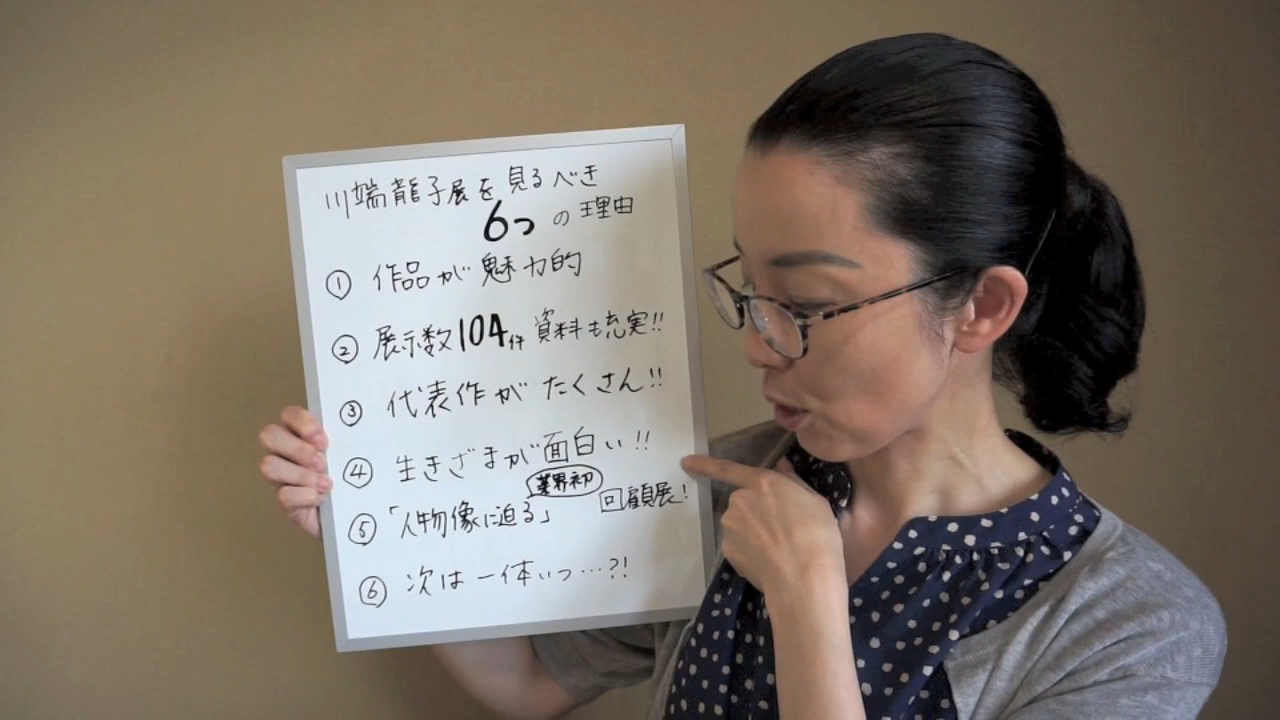 川端龍子展を見るべき
6つの理由
① 作品が魅力的
② 展示数104件 資料も充実!!
③ 代表作がたくさん!!
④ 生きざまが面白い!!
業界初
⑤ 「人物像に迫る」 回顧展!
⑥ 次は一体いつ…?!